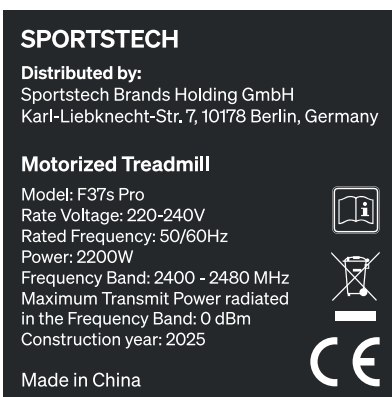 SPORTSTECH
Distributed by:
Sportstech Brands Holding GmbH
Karl-Liebknecht-Str. 7, 10178 Berlin, Germany
Motorized Treadmill
Model: F37s Pro
Rate Voltage: 220-240V
Rated Frequency: 50/60Hz
Power: 2200W
Frequency Band: 2400 - 2480 MHz
Maximum Transmit Power radiated
in the Frequency Band: 0 dBm
Construction year: 2025
Made in China
CE